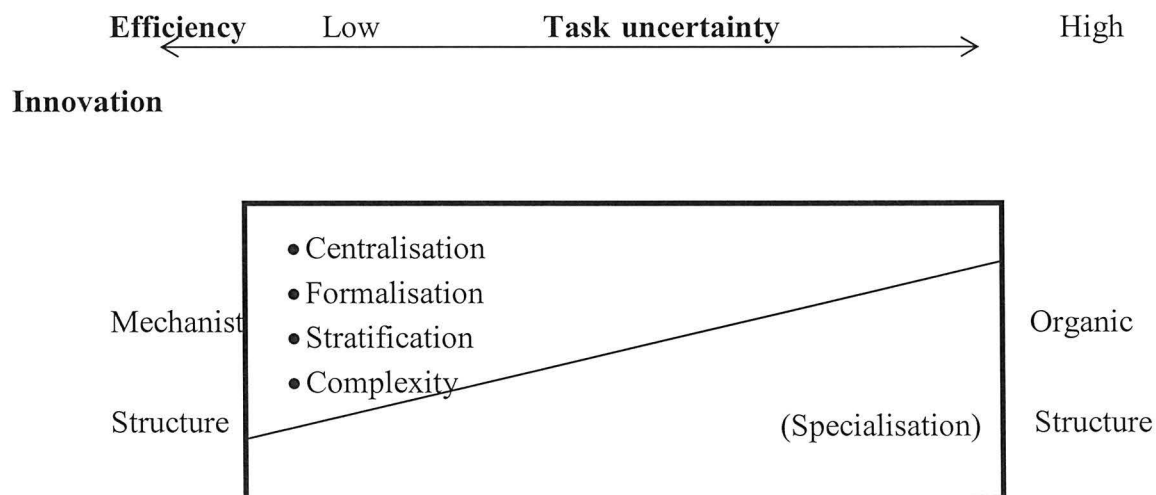 Efficiency Low Task uncertainty High
Innovation
• Centralisation
• Formalisation
Mechanist Organic
• Stratification
• Complexity
Structure (Specialisation) Structure